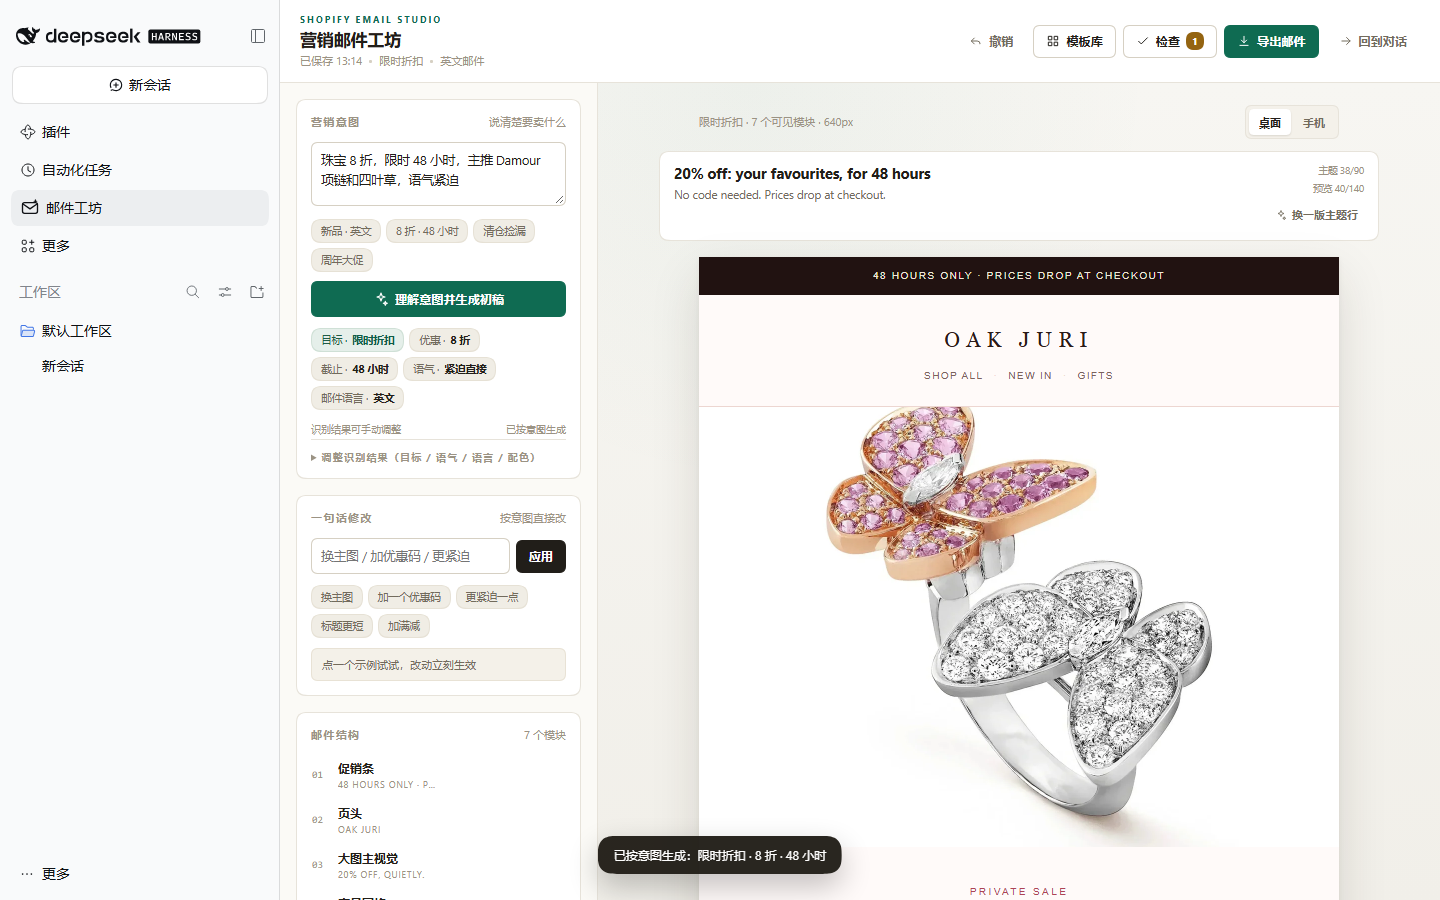 deepseek HARNESS
新会话
插件
自动化任务
邮件工坊
更多
工作区
默认工作区
新会话
更多
SHOPIFY EMAIL STUDIO
营销邮件工坊
已保存 13:14 • 限时折扣 • 英文邮件
撤销
模板库
检查 1
导出邮件
回到对话
营销意图
说清楚要卖什么
珠宝 8 折，限时 48 小时，主推 Damour
项链和四叶草，语气紧迫
新品 · 英文
8 折 · 48 小时
清仓捡漏
周年大促
理解意图并生成初稿
目标 · 限时折扣
优惠 · 8 折
截止 · 48 小时
语气 · 紧迫直接
邮件语言 · 英文
识别结果可手动调整
已按意图生成
调整识别结果（目标 / 语气 / 语言 / 配色）
一句话修改
按意图直接改
换主图 / 加优惠码 / 更紧迫
应用
换主图
加一个优惠码
更紧迫一点
标题更短
加满减
点一个示例试试，改动立刻生效
邮件结构
7 个模块
01
促销条
48 HOURS ONLY · P...
02
页头
OAK JURI
03
大图主视觉
20% OFF, QUIETLY.
限时折扣 · 7 个可见模块 · 640px
桌面
手机
20% off: your favourites, for 48 hours
No code needed. Prices drop at checkout.
主题 38/90
预览 40/140
换一版主题行
48 HOURS ONLY · PRICES DROP AT CHECKOUT
OAK JURI
SHOP ALL · NEW IN · GIFTS
已按意图生成：限时折扣 · 8 折 · 48 小时
PRIVATE SALE